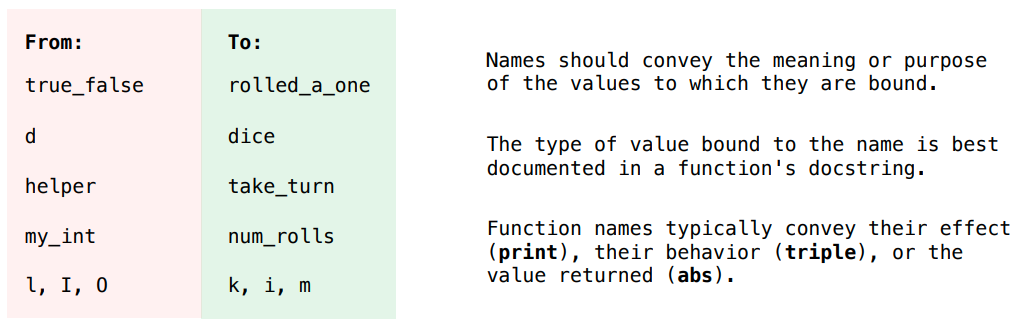 From: To:
true_false rolled_a_one
d dice
helper take_turn
my_int num_rolls
l, I, O k, i, m
Names should convey the meaning or purpose
of the values to which they are bound.
The type of value bound to the name is best
documented in a function's docstring.
Function names typically convey their effect
(print), their behavior (triple), or the
value returned (abs).